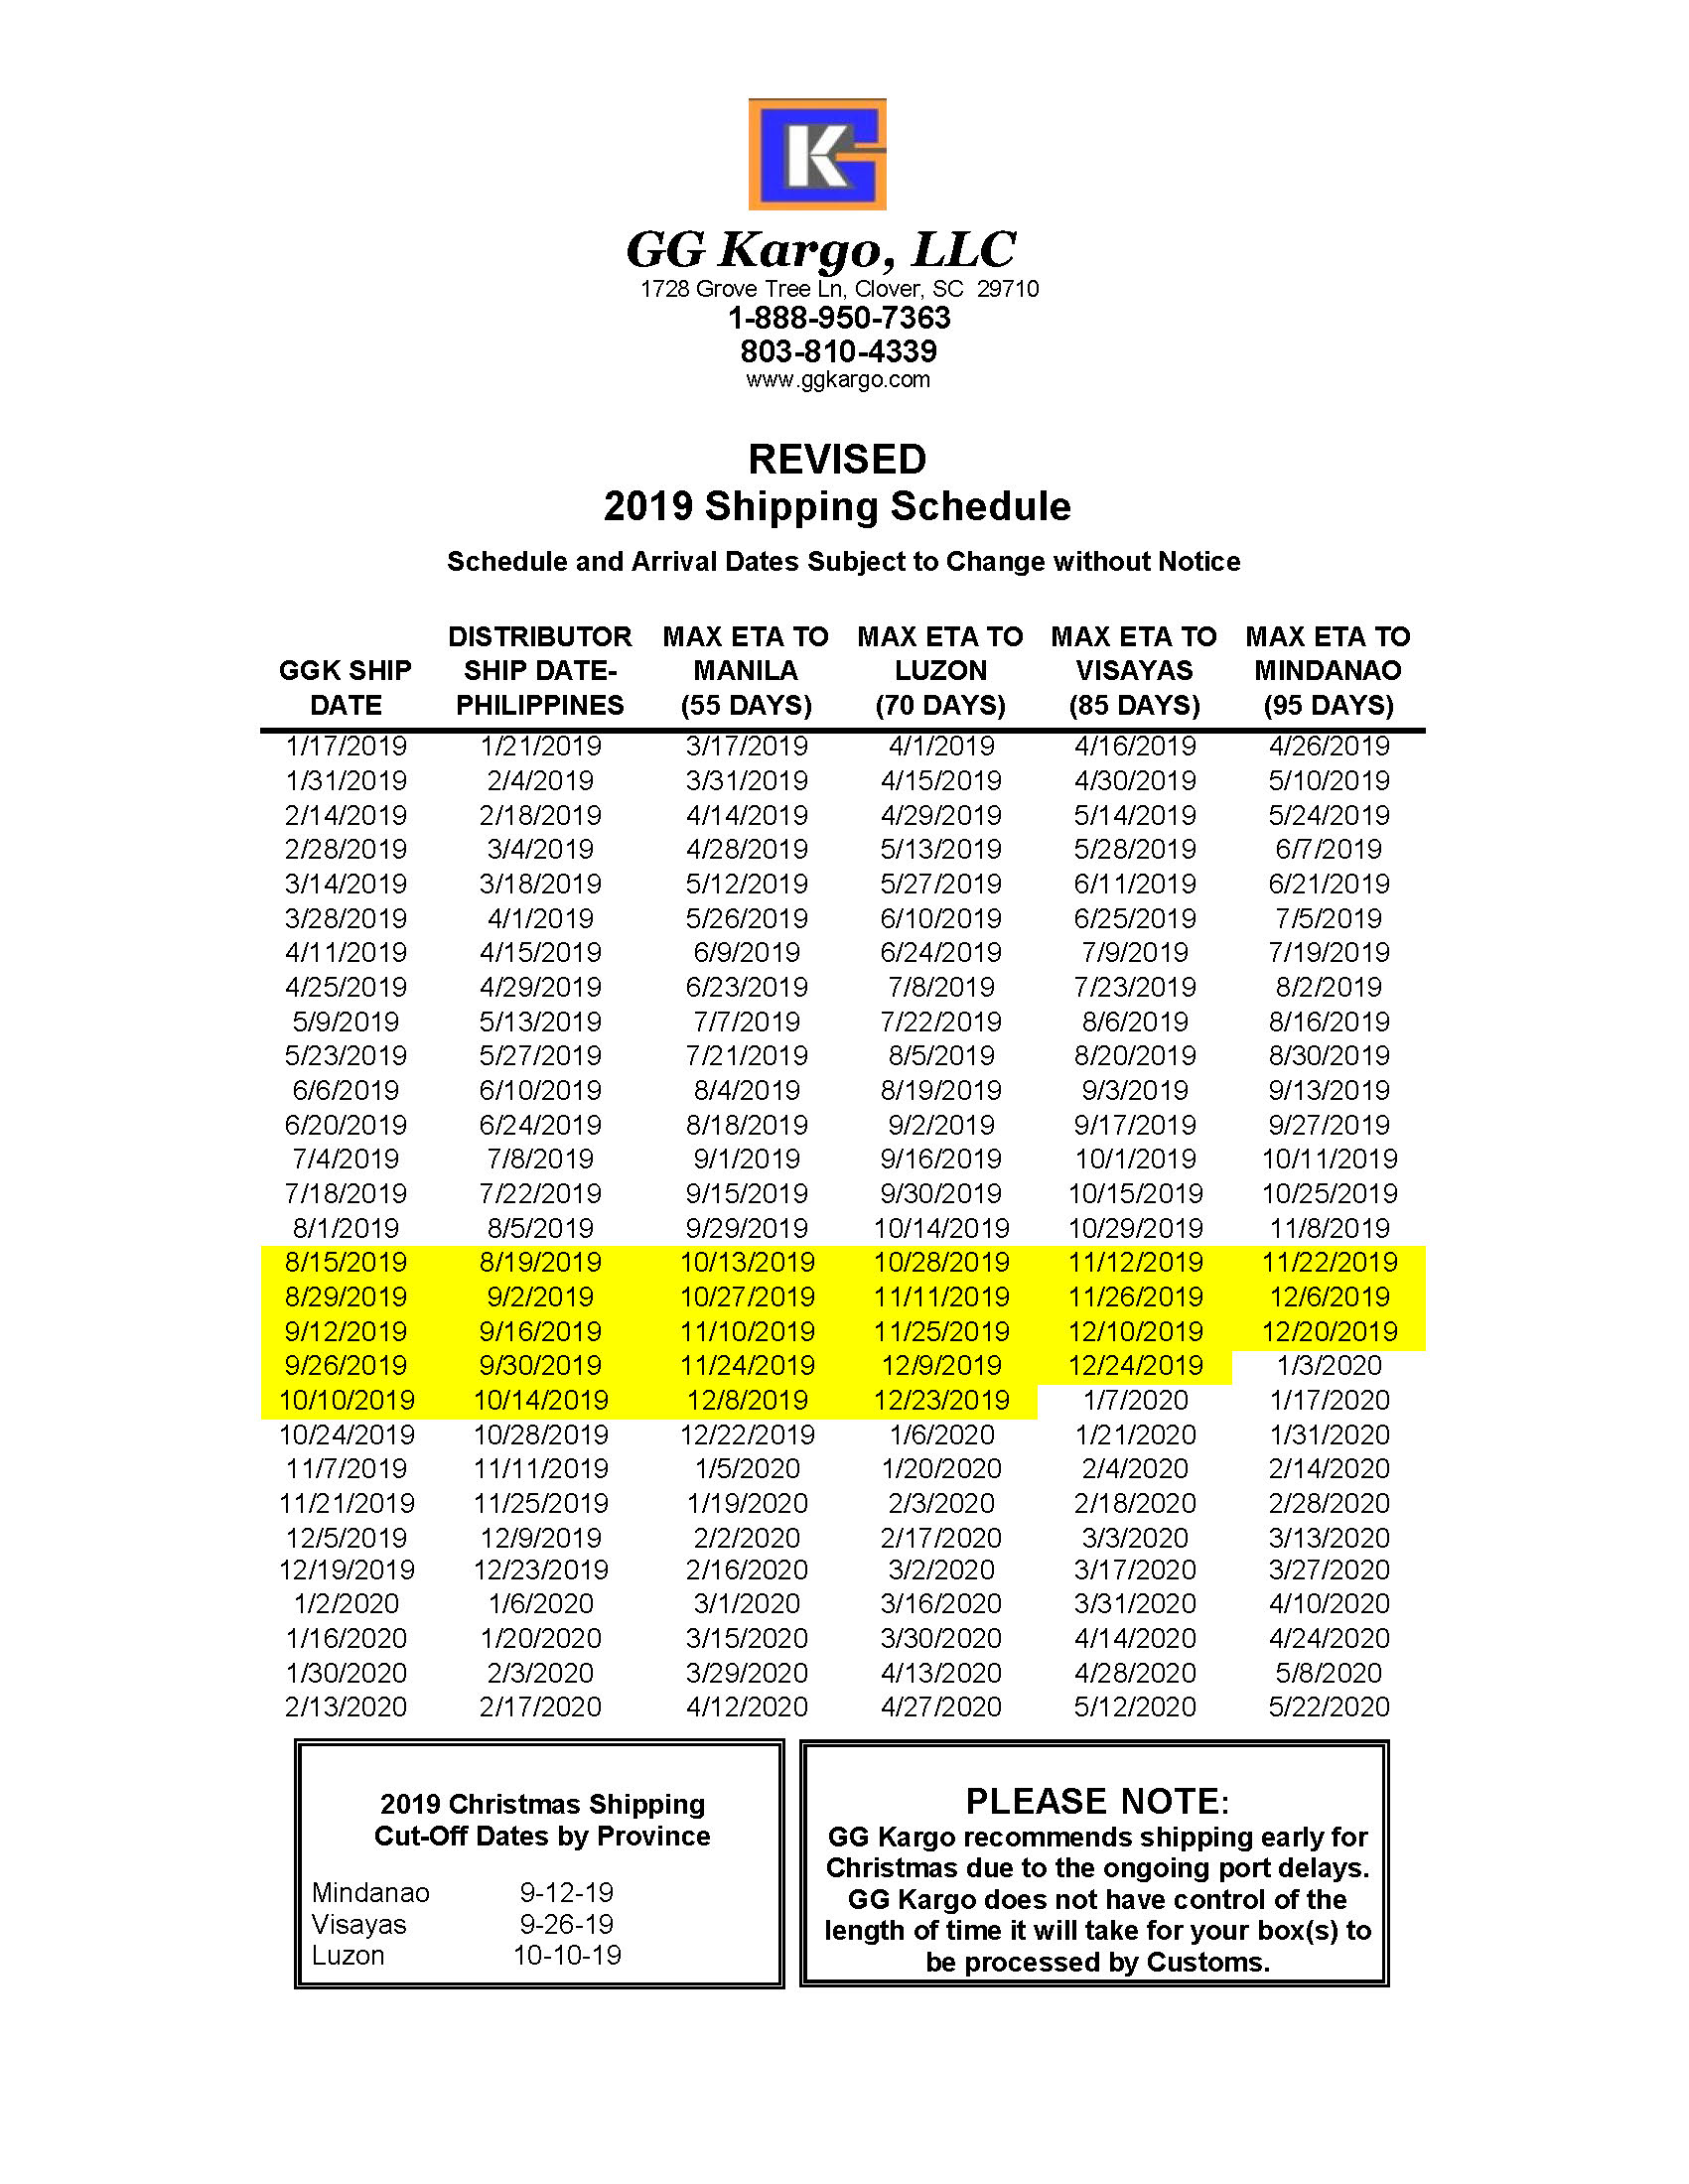 GK
GG Kargo, LLC
1728 Grove Tree Ln, Clover, SC 29710
1-888-950-7363
803-810-4339
www.ggkargo.com
REVISED
2019 Shipping Schedule
Schedule and Arrival Dates Subject to Change without Notice
DISTRIBUTOR MAX ETA TO MAX ETA TO MAX ETA TO MAX ETA TO
GGK SHIP SHIP DATE- MANILA LUZON VISAYAS MINDANAO
DATE PHILIPPINES (55 DAYS) (70 DAYS) (85 DAYS) (95 DAYS)
1/17/2019 1/21/2019 3/17/2019 4/1/2019 4/16/2019 4/26/2019
1/31/2019 2/4/2019 3/31/2019 4/15/2019 4/30/2019 5/10/2019
2/14/2019 2/18/2019 4/14/2019 4/29/2019 5/14/2019 5/24/2019
2/28/2019 3/4/2019 4/28/2019 5/13/2019 5/28/2019 6/7/2019
3/14/2019 3/18/2019 5/12/2019 5/27/2019 6/11/2019 6/21/2019
3/28/2019 4/1/2019 5/26/2019 6/10/2019 6/25/2019 7/5/2019
4/11/2019 4/15/2019 6/9/2019 6/24/2019 7/9/2019 7/19/2019
4/25/2019 4/29/2019 6/23/2019 7/8/2019 7/23/2019 8/2/2019
5/9/2019 5/13/2019 7/7/2019 7/22/2019 8/6/2019 8/16/2019
5/23/2019 5/27/2019 7/21/2019 8/5/2019 8/20/2019 8/30/2019
6/6/2019 6/10/2019 8/4/2019 8/19/2019 9/3/2019 9/13/2019
6/20/2019 6/24/2019 8/18/2019 9/2/2019 9/17/2019 9/27/2019
7/4/2019 7/8/2019 9/1/2019 9/16/2019 10/1/2019 10/11/2019
7/18/2019 7/22/2019 9/15/2019 9/30/2019 10/15/2019 10/25/2019
8/1/2019 8/5/2019 9/29/2019 10/14/2019 10/29/2019 11/8/2019
8/15/2019 8/19/2019 10/13/2019 10/28/2019 11/12/2019 11/22/2019
8/29/2019 9/2/2019 10/27/2019 11/11/2019 11/26/2019 12/6/2019
9/12/2019 9/16/2019 11/10/2019 11/25/2019 12/10/2019 12/20/2019
9/26/2019 9/30/2019 11/24/2019 12/9/2019 12/24/2019 1/3/2020
10/10/2019 10/14/2019 12/8/2019 12/23/2019 1/7/2020 1/17/2020
10/24/2019 10/28/2019 12/22/2019 1/6/2020 1/21/2020 1/31/2020
11/7/2019 11/11/2019 1/5/2020 1/20/2020 2/4/2020 2/14/2020
11/21/2019 11/25/2019 1/19/2020 2/3/2020 2/18/2020 2/28/2020
12/5/2019 12/9/2019 2/2/2020 2/17/2020 3/3/2020 3/13/2020
12/19/2019 12/23/2019 2/16/2020 3/2/2020 3/17/2020 3/27/2020
1/2/2020 1/6/2020 3/1/2020 3/16/2020 3/31/2020 4/10/2020
1/16/2020 1/20/2020 3/15/2020 3/30/2020 4/14/2020 4/24/2020
1/30/2020 2/3/2020 3/29/2020 4/13/2020 4/28/2020 5/8/2020
2/13/2020 2/17/2020 4/12/2020 4/27/2020 5/12/2020 5/22/2020
2019 Christmas Shipping
Cut-Off Dates by Province
Mindanao 9-12-19
Visayas 9-26-19
Luzon 10-10-19
PLEASE NOTE:
GG Kargo recommends shipping early for
Christmas due to the ongoing port delays.
GG Kargo does not have control of the
length of time it will take for your box(s) to
be processed by Customs.